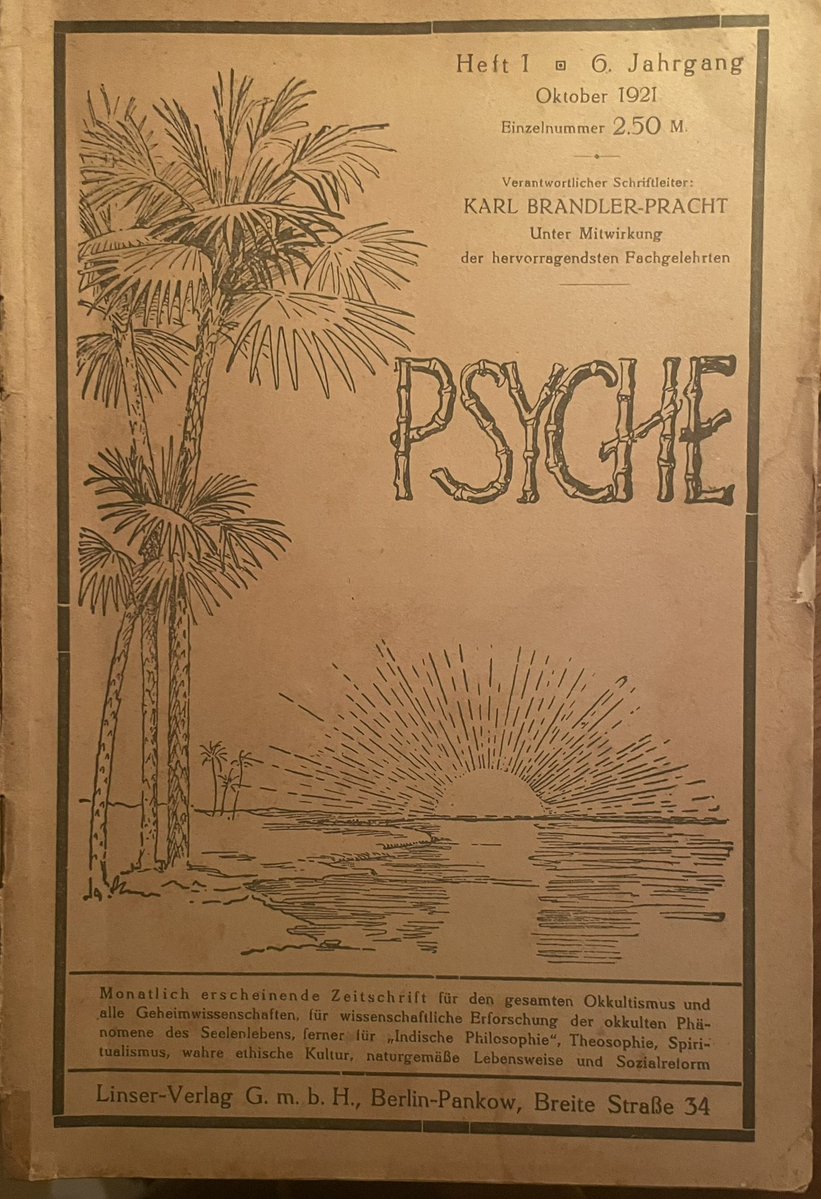 Heft 1 ▣ 6. Jahrgang
Oktober 1921
Einzelnummer 2.50 M.
Verantwortlicher Schriftleiter:
KARL BRANDLER-PRACHT
Unter Mitwirkung
der hervorragendsten Fachgelehrten
PSYCHE
Monatlich erscheinende Zeitschrift für den gesamten Okkultismus und
alle Geheimwissenschaften, für wissenschaftliche Erforschung der okkulten Phä-
nomene des Seelenlebens, ferner für „Indische Philosophie“, Theosophie, Spiri-
tualismus, wahre ethische Kultur, naturgemäße Lebensweise und Sozialreform
Linser-Verlag G. m. b. H., Berlin-Pankow, Breite Straße 34